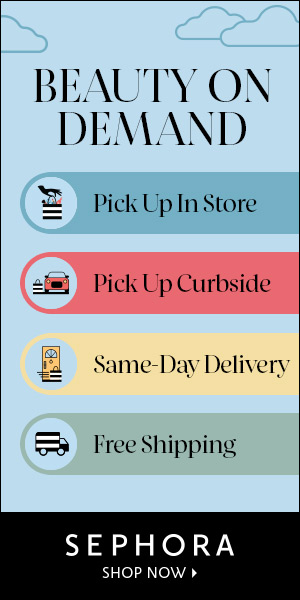 BEAUTY ON
DEMAND
Pick Up In Store
Pick Up Curbside
Same-Day Delivery
Free Shipping
SEPHORA
SHOP NOW